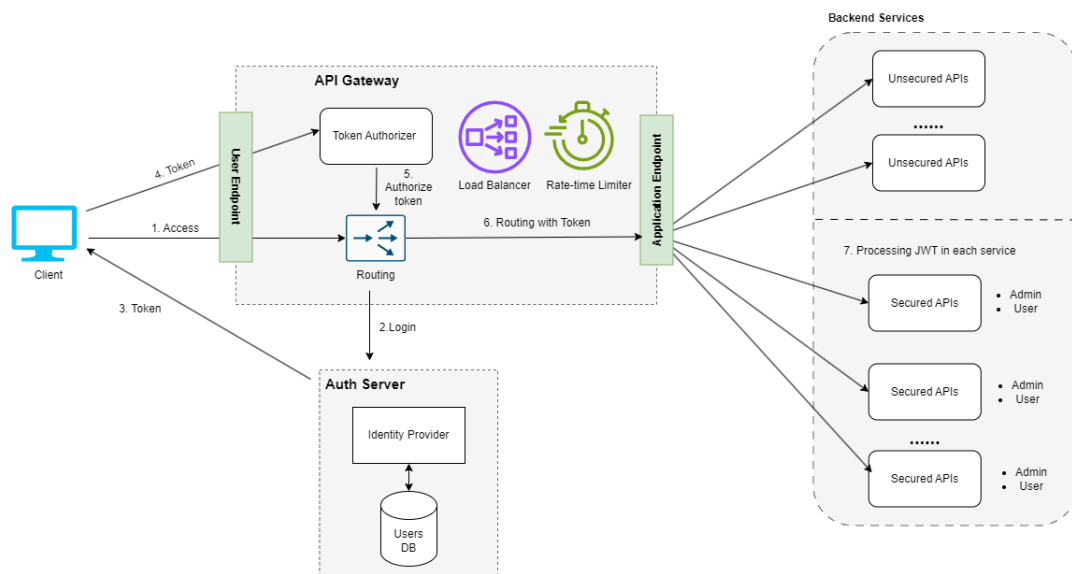 Backend Services
API Gateway
User Endpoint
Token Authorizer
Load Balancer
Rate-time Limiter
Application Endpoint
4. Token
5.
Authorize
token
1. Access
6. Routing with Token
Routing
Client
3. Token
2.Login
Auth Server
Identity Provider
Users
DB
Unsecured APIs
......
Unsecured APIs
7. Processing JWT in each service
Secured APIs
Admin
User
Secured APIs
Admin
User
......
Secured APIs
Admin
User